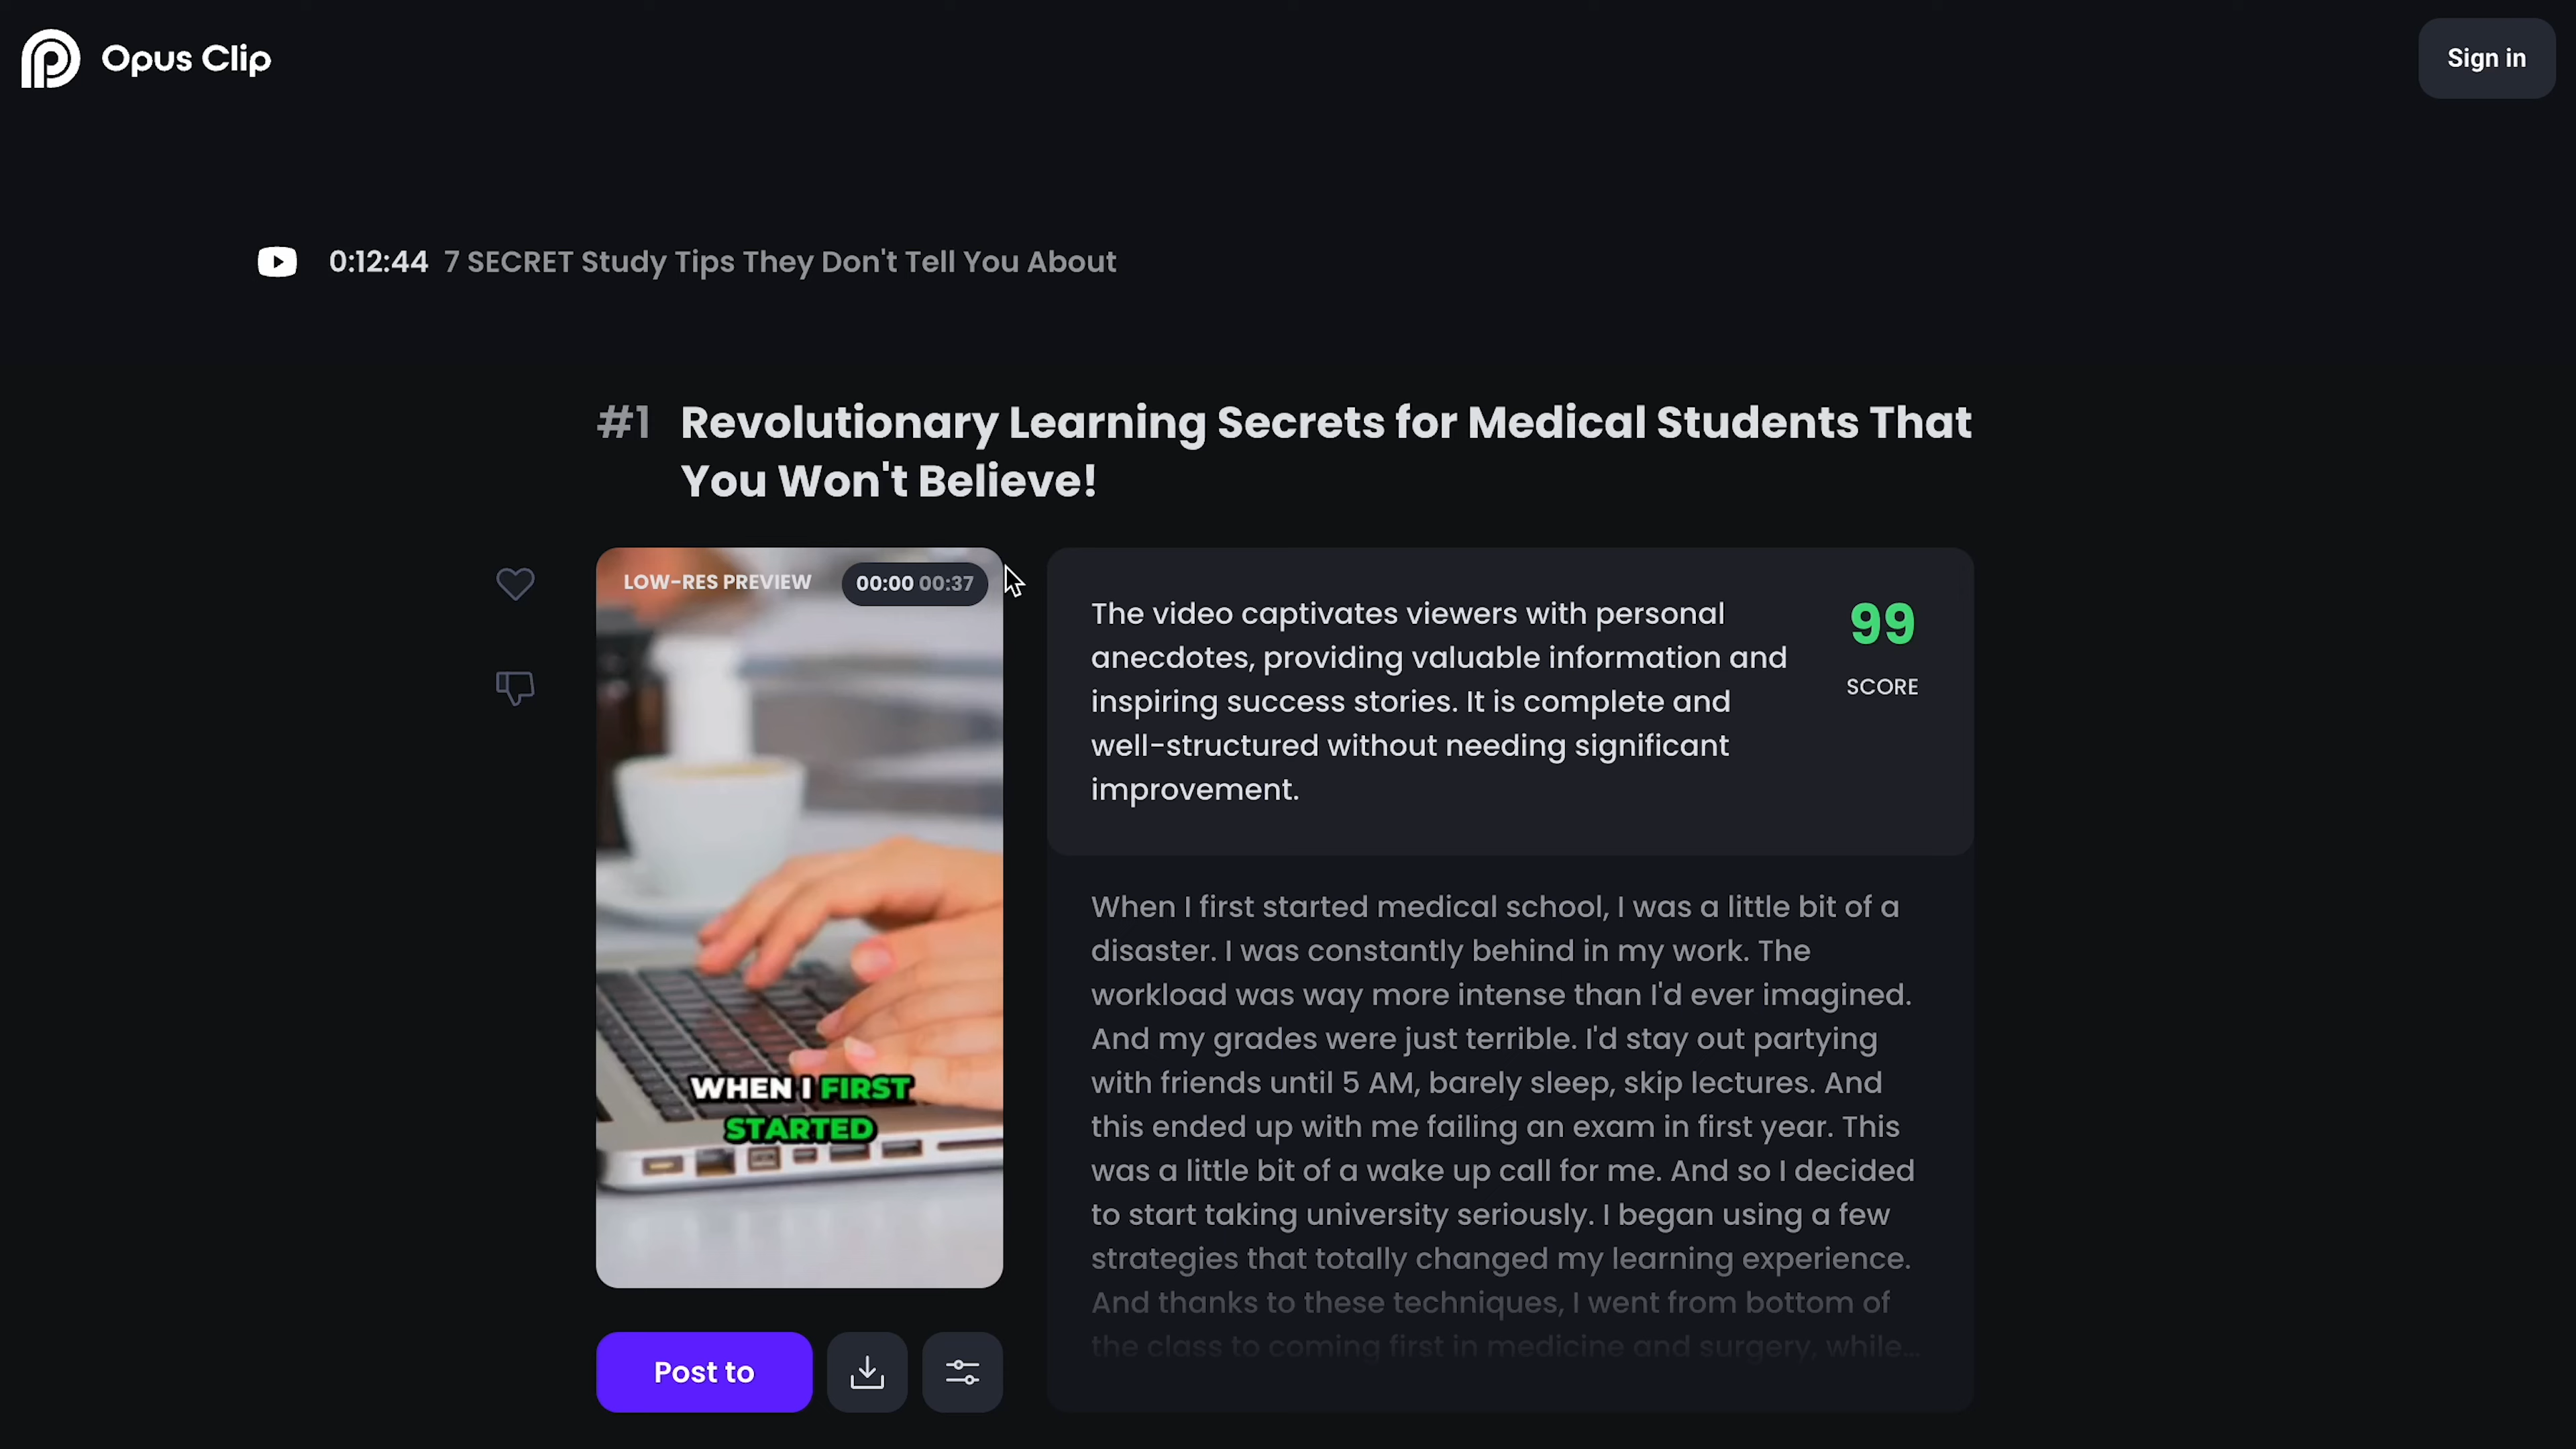 Opus Clip
Sign in
0:12:44 7 SECRET Study Tips They Don't Tell You About
#1 Revolutionary Learning Secrets for Medical Students That
You Won't Believe!
LOW-RES PREVIEW 00:00 00:37
WHEN I FIRST
STARTED
Post to
The video captivates viewers with personal
anecdotes, providing valuable information and
inspiring success stories. It is complete and
well-structured without needing significant
improvement.
99
SCORE
When I first started medical school, I was a little bit of a
disaster. I was constantly behind in my work. The
workload was way more intense than I'd ever imagined.
And my grades were just terrible. I'd stay out partying
with friends until 5 AM, barely sleep, skip lectures. And
this ended up with me failing an exam in first year. This
was a little bit of a wake up call for me. And so I decided
to start taking university seriously. I began using a few
strategies that totally changed my learning experience.
And thanks to these techniques, I went from bottom of
the class to coming first in medicine and surgery, while...